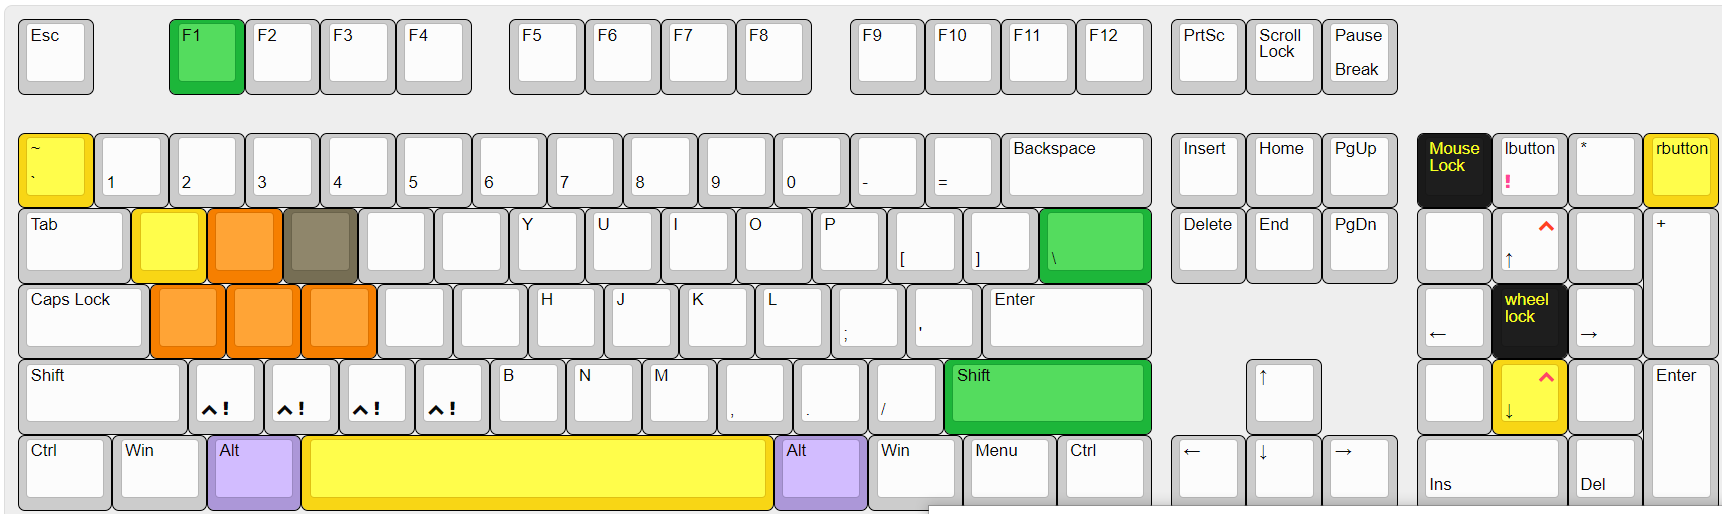 Esc F1 F2 F3 F4 F5 F6 F7 F8 F9 F10 F11 F12 PrtSc Scroll Pause
Lock
Break
~ Backspace Insert Home PgUp Mouse lbutton * rbutton
Lock
` 1 2 3 4 5 6 7 8 9 0 - = !
Tab Y U I O P Delete End PgDn ^ +
[ ] \ ↑
Caps Lock H J K L Enter wheel
lock
; ' ← →
Shift B N M Shift ↑ ^ Enter
^! ^! ^! ^! , . / ↓
Ctrl Win Alt Alt Win Menu Ctrl ← ↓ →
Ins Del